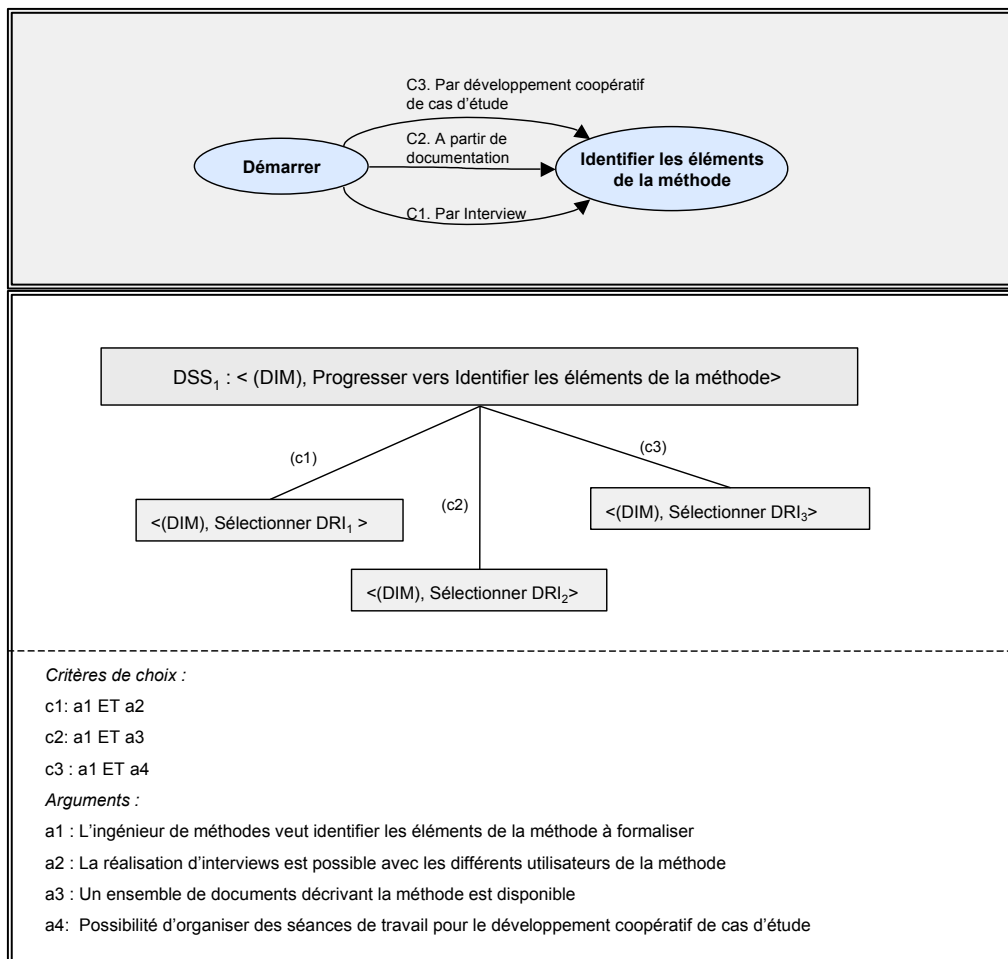 C3. Par développement coopératif
de cas d'étude
C2. A partir de
documentation
Démarrer
Identifier les éléments
de la méthode
C1. Par Interview
DSS1 : < (DIM), Progresser vers Identifier les éléments de la méthode>
(c1)
(c2)
(c3)
<(DIM), Sélectionner DRI1 >
<(DIM), Sélectionner DRI3>
<(DIM), Sélectionner DRI2>
Critères de choix :
c1: a1 ET a2
c2: a1 ET a3
c3 : a1 ET a4
Arguments :
a1 : L'ingénieur de méthodes veut identifier les éléments de la méthode à formaliser
a2 : La réalisation d'interviews est possible avec les différents utilisateurs de la méthode
a3 : Un ensemble de documents décrivant la méthode est disponible
a4: Possibilité d'organiser des séances de travail pour le développement coopératif de cas d'étude